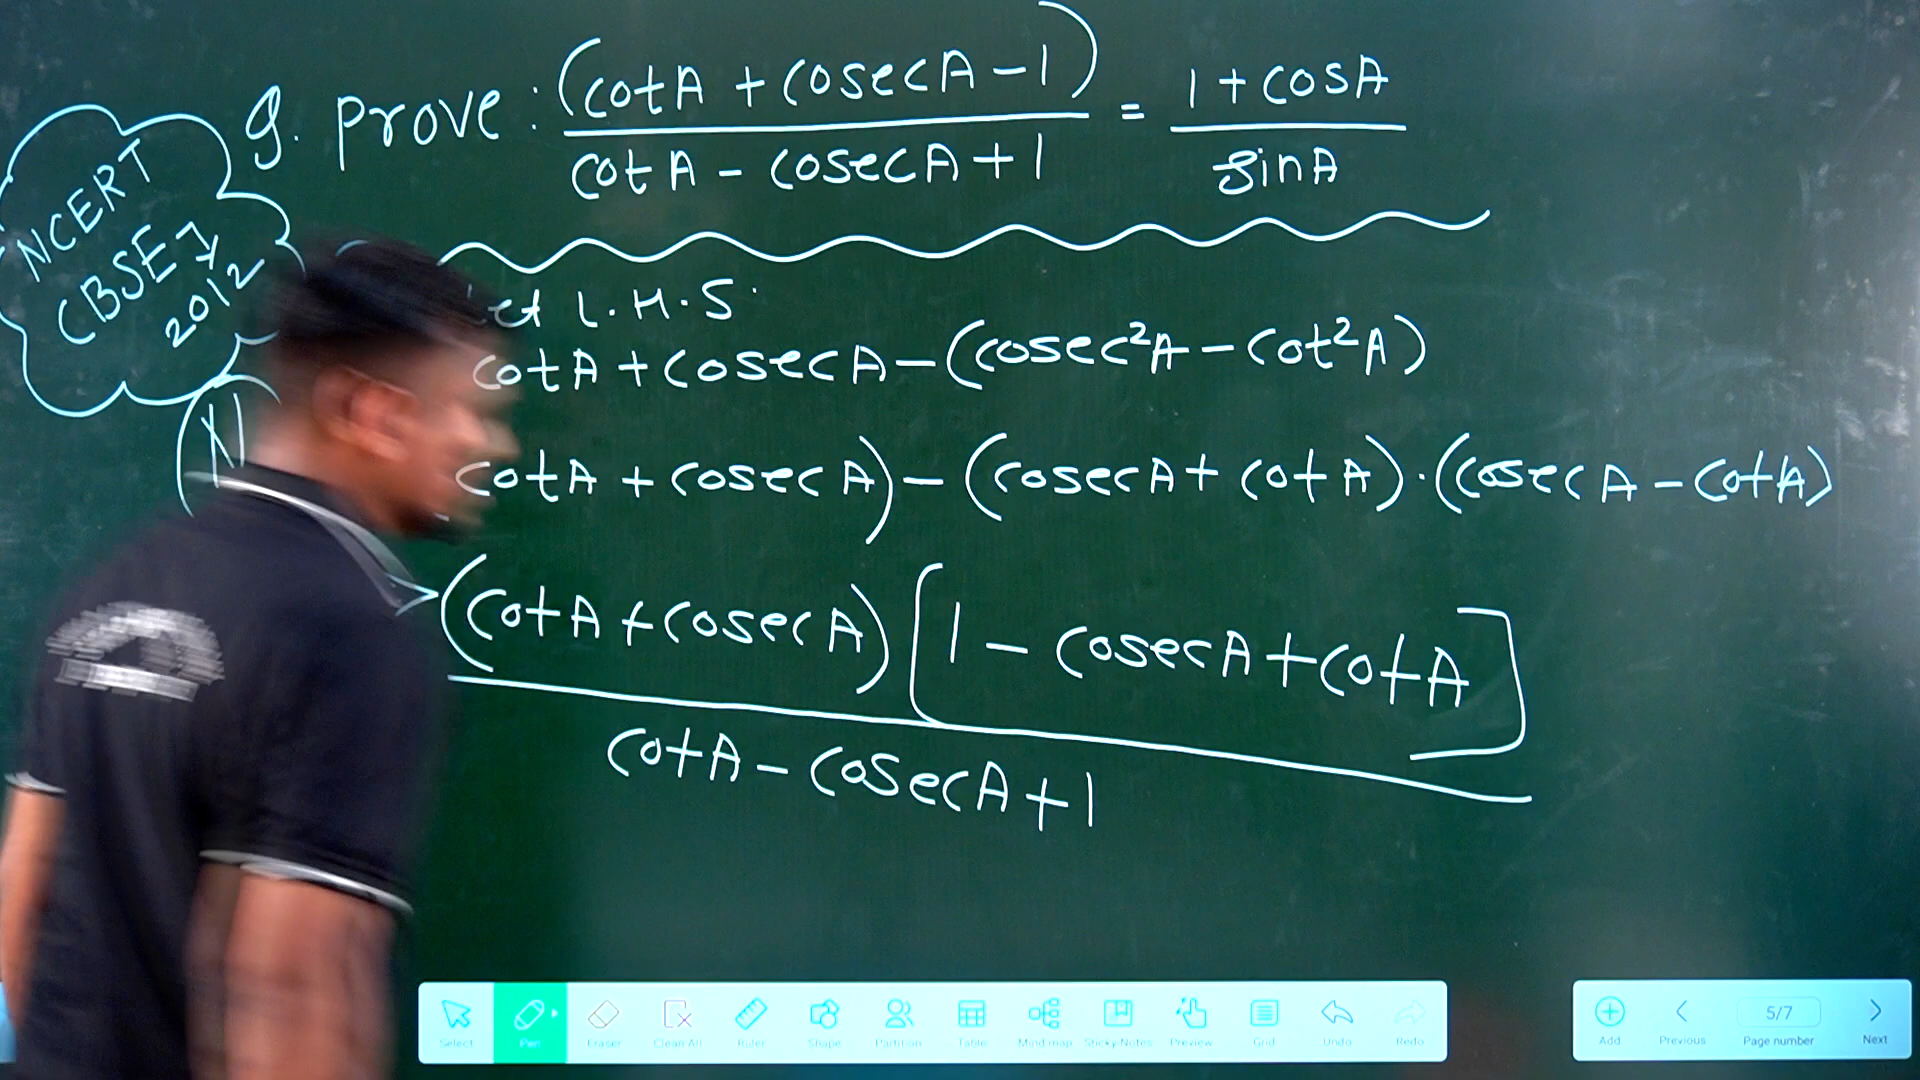 9. prove : (cotA + cosecA - 1) / cotA - cosecA + 1 = 1 + cosA / sinA
NCERT
CBSE
2012
L.H.S.
cotA + cosecA - (cosec²A - cot²A)
(N
cotA + cosecA) - (cosecA + cotA) . (cosecA - cotA)
(cotA + cosecA) [1 - cosecA + cotA]
cotA - cosecA + 1
Select Pen Eraser Clean All Ruler Shape Partition Table Mind map Sticky Notes Preview Grid Undo Redo
Add Previous 5/7 Page number Next